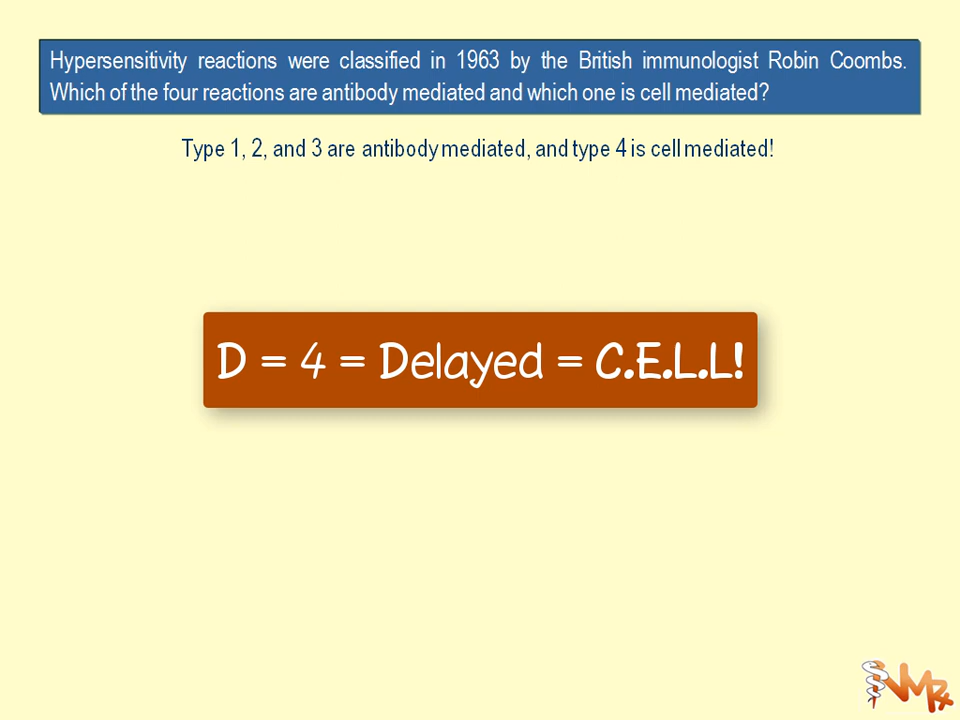 Hypersensitivity reactions were classified in 1963 by the British immunologist Robin Coombs.
Which of the four reactions are antibody mediated and which one is cell mediated?
Type 1, 2, and 3 are antibody mediated, and type 4 is cell mediated!
D = 4 = Delayed = C.E.L.L!
VMRx